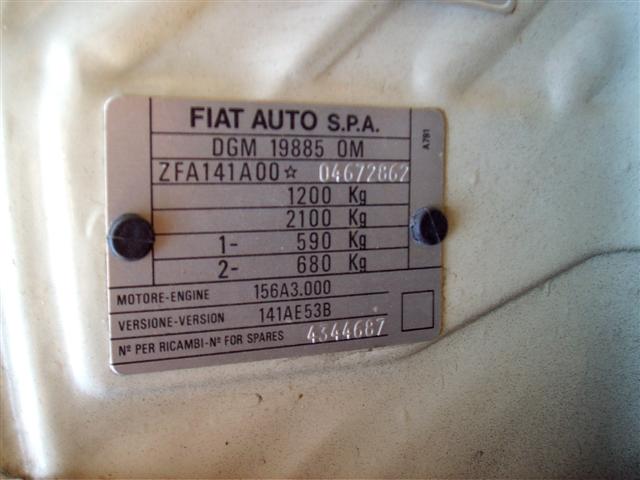 FIAT AUTO S.P.A.
A791
DGM 19885 OM
ZFA141A00☆ 04672862
1200 Kg
2100 Kg
1- 590 Kg
2- 680 Kg
MOTORE-ENGINE 156A3.000
VERSIONE-VERSION 141AE53B
Nº PER RICAMBI-Nº FOR SPARES 4344687